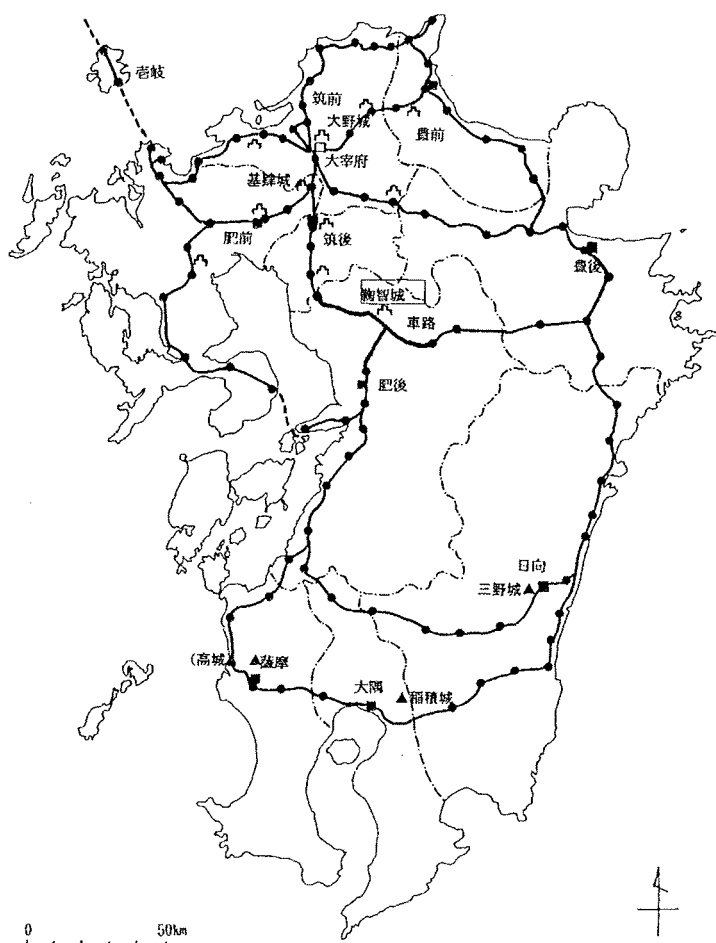 壱岐
筑前
大野城
豊前
大宰府
基肄城
肥前
筑後
豊後
鞠智城
車路
肥後
日向
三野城
(高城)
薩摩
大隅
稲積城
0 50km